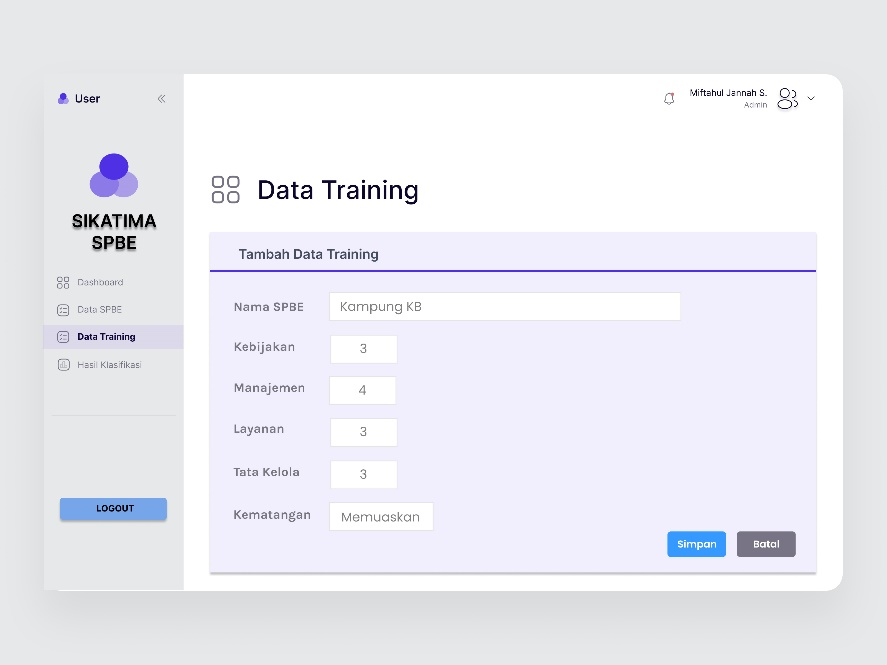 User
Miftahul Jannah S.
Admin
SIKATIMA
SPBE
Dashboard
Data SPBE
Data Training
Hasil Klasifikasi
LOGOUT
Data Training
Tambah Data Training
Nama SPBE Kampung KB
Kebijakan 3
Manajemen 4
Layanan 3
Tata Kelola 3
Kematangan Memuaskan
Simpan Batal